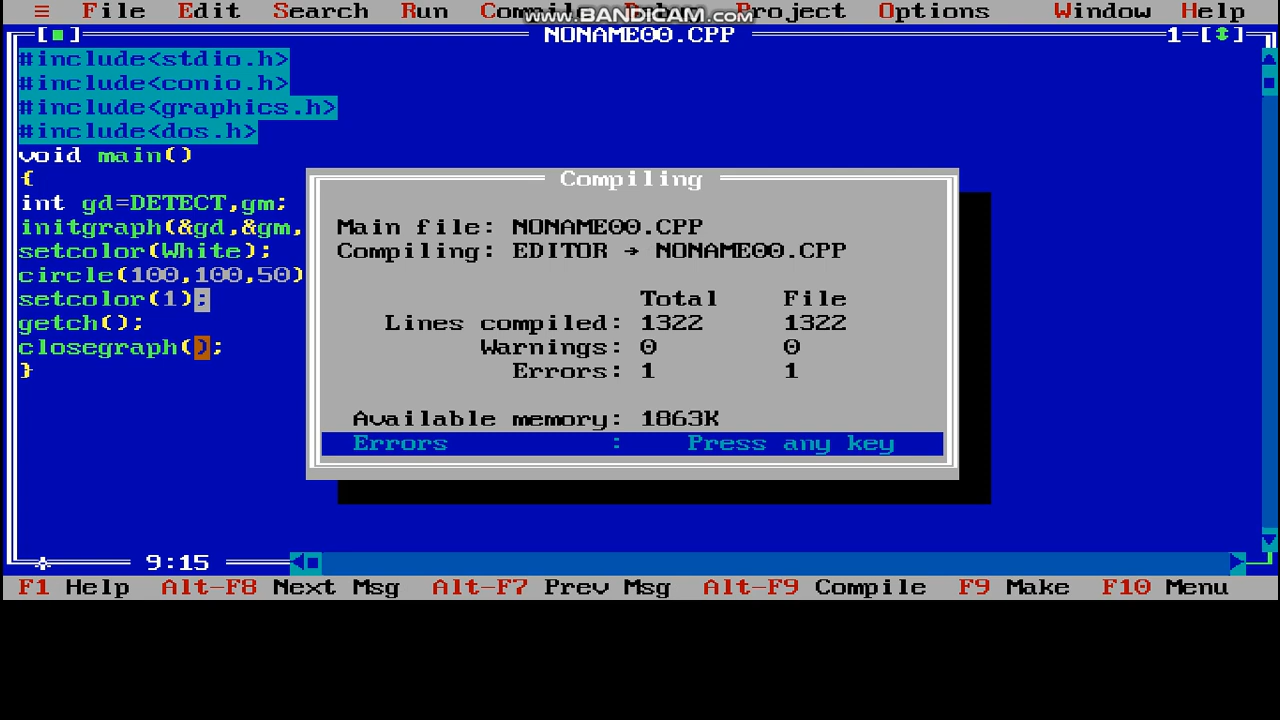 ≡ File Edit Search Run Compile Debug Project Options Window Help
www.BANDICAM.com
[■] NONAME00.CPP 1=[↕]
#include<stdio.h>
#include<conio.h>
#include<graphics.h>
#include<dos.h>
void main()
{
int gd=DETECT,gm;
initgraph(&gd,&gm,
setcolor(White);
circle(100,100,50)
setcolor(1);
getch();
closegraph();
}
Compiling
Main file: NONAME00.CPP
Compiling: EDITOR → NONAME00.CPP
Total File
Lines compiled: 1322 1322
Warnings: 0 0
Errors: 1 1
Available memory: 1863K
Errors : Press any key
9:15
F1 Help Alt-F8 Next Msg Alt-F7 Prev Msg Alt-F9 Compile F9 Make F10 Menu